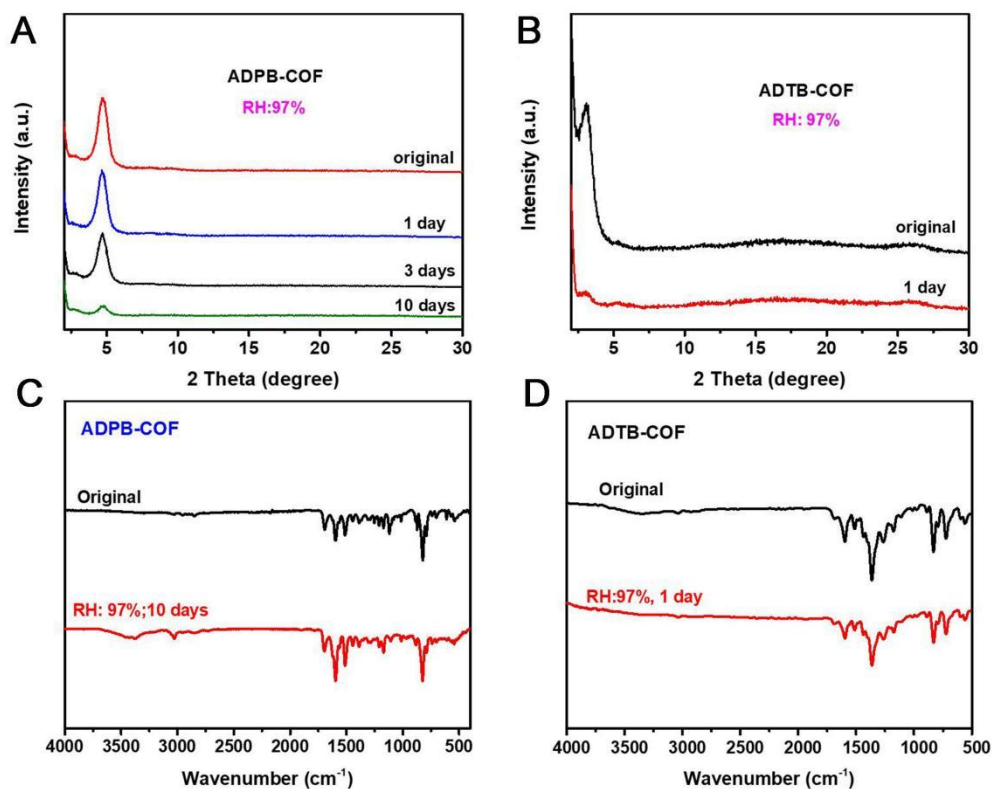 A
ADPB-COF
RH:97%
original
1 day
3 days
10 days
Intensity (a.u.)
5 10 15 20 25 30
2 Theta (degree)
B
ADTB-COF
RH: 97%
original
1 day
Intensity (a.u.)
5 10 15 20 25 30
2 Theta (degree)
C
ADPB-COF
Original
RH: 97%;10 days
4000 3500 3000 2500 2000 1500 1000 500
Wavenumber (cm⁻¹)
D
ADTB-COF
Original
RH:97%, 1 day
4000 3500 3000 2500 2000 1500 1000 500
Wavenumber (cm⁻¹)